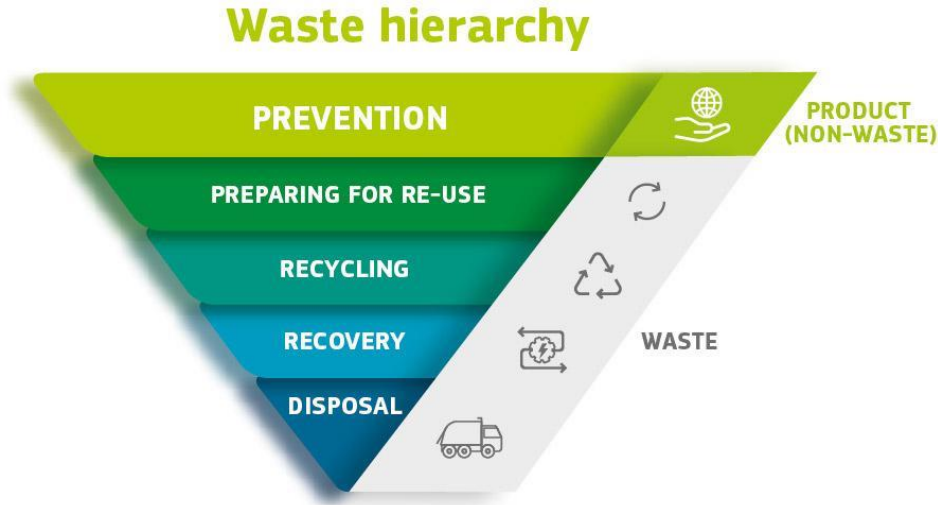 Waste hierarchy
PREVENTION
PRODUCT
(NON-WASTE)
PREPARING FOR RE-USE
RECYCLING
RECOVERY
WASTE
DISPOSAL